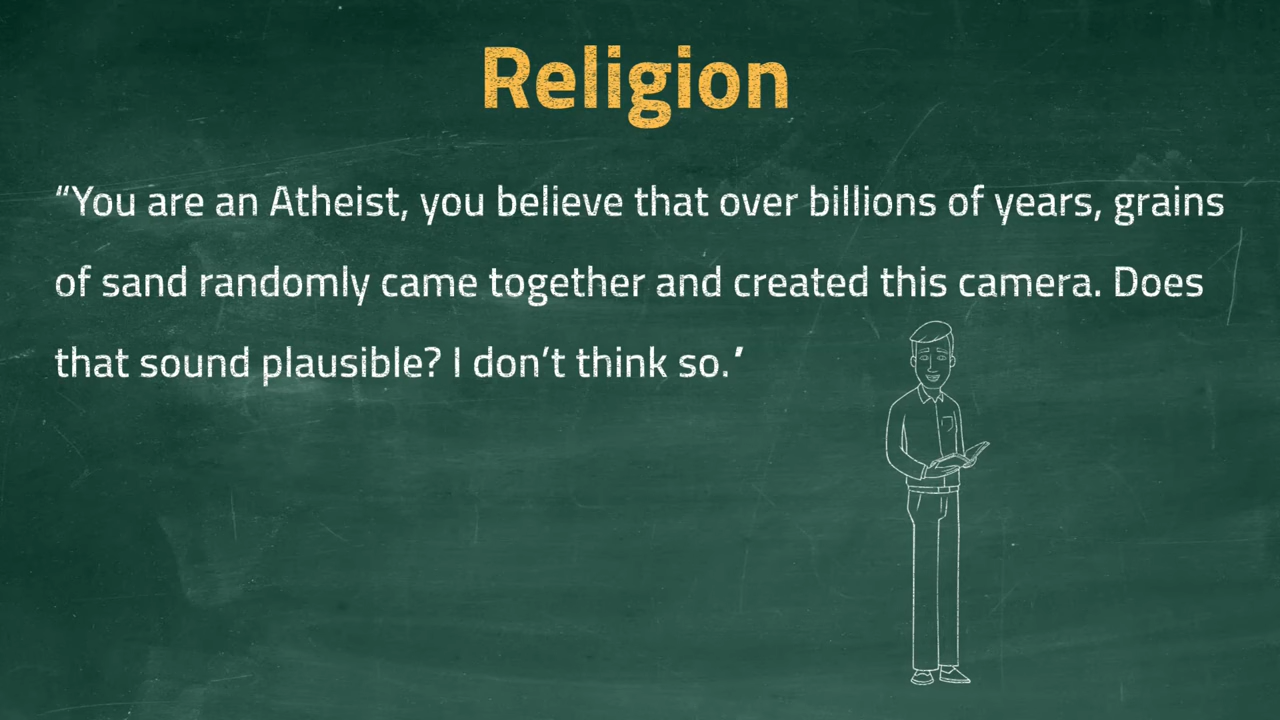 Religion
“You are an Atheist, you believe that over billions of years, grains
of sand randomly came together and created this camera. Does
that sound plausible? I don’t think so.’